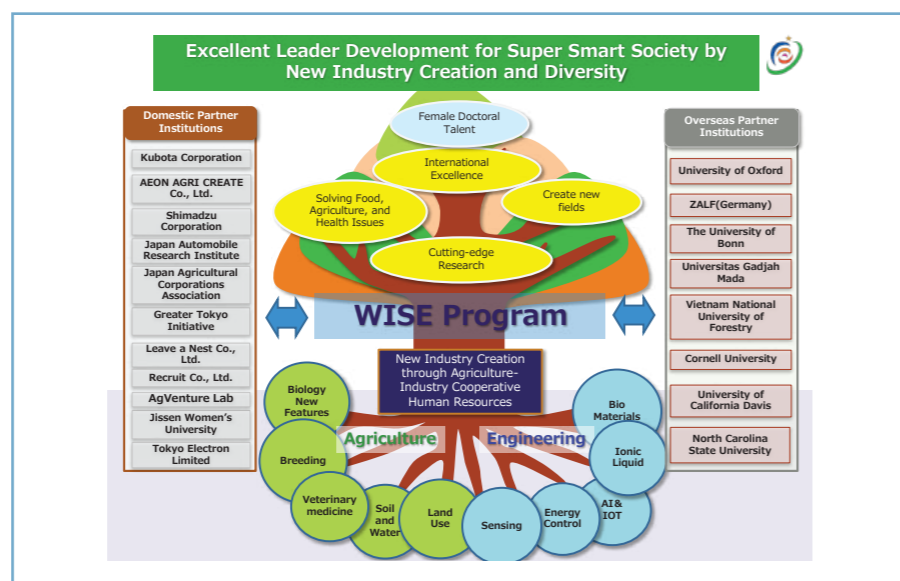 Excellent Leader Development for Super Smart Society by
New Industry Creation and Diversity
Domestic Partner
Institutions
Kubota Corporation
AEON AGRI CREATE
Co., Ltd.
Shimadzu
Corporation
Japan Automobile
Research Institute
Japan Agricultural
Corporations
Association
Greater Tokyo
Initiative
Leave a Nest Co.,
Ltd.
Recruit Co., Ltd.
AgVenture Lab
Jissen Women's
University
Tokyo Electron
Limited
Female Doctoral
Talent
International
Excellence
Solving Food,
Agriculture, and
Health Issues
Create new
fields
Cutting-edge
Research
WISE Program
New Industry Creation
through Agriculture-
Industry Cooperative
Human Resources
Agriculture
Engineering
Biology
New
Features
Breeding
Veterinary
medicine
Soil
and
Water
Land
Use
Sensing
Energy
Control
AI&
IOT
Ionic
Liquid
Bio
Materials
Overseas Partner
Institutions
University of Oxford
ZALF(Germany)
The University of
Bonn
Universitas Gadjah
Mada
Vietnam National
University of
Forestry
Cornell University
University of
California Davis
North Carolina
State University